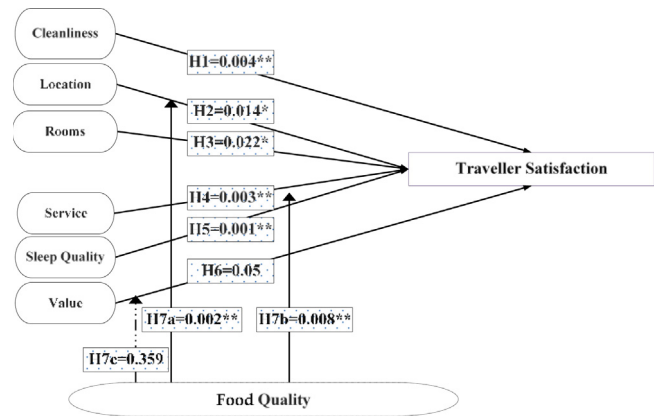 Cleanliness
H1=0.004**
Location
H2=0.014*
Rooms
H3=0.022*
Traveller Satisfaction
H4=0.003**
Service
H5=0.001**
Sleep Quality
H6=0.05
Value
H7a=0.002**
H7b=0.008**
H7c=0.359
Food Quality